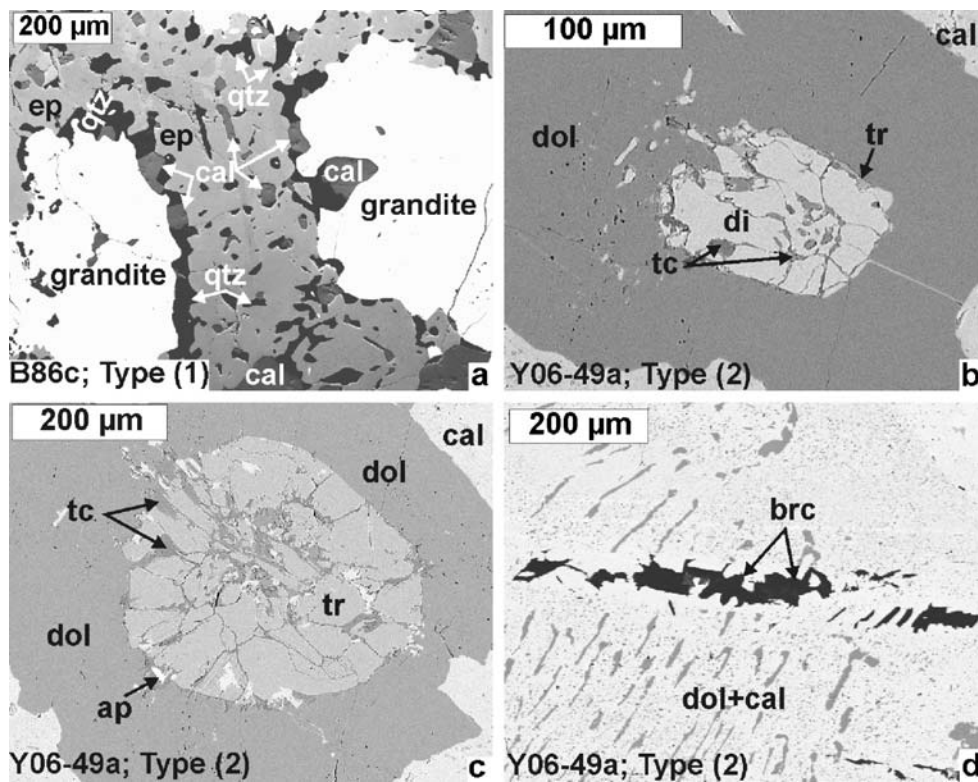 200 µm
qtz
ep
qtz
ep
cal
cal
grandite
grandite
qtz
cal
B86c; Type (1)
a
100 µm
cal
dol
tr
di
tc
Y06-49a; Type (2)
b
200 µm
cal
dol
tc
tr
dol
ap
Y06-49a; Type (2)
c
200 µm
brc
dol+cal
Y06-49a; Type (2)
d